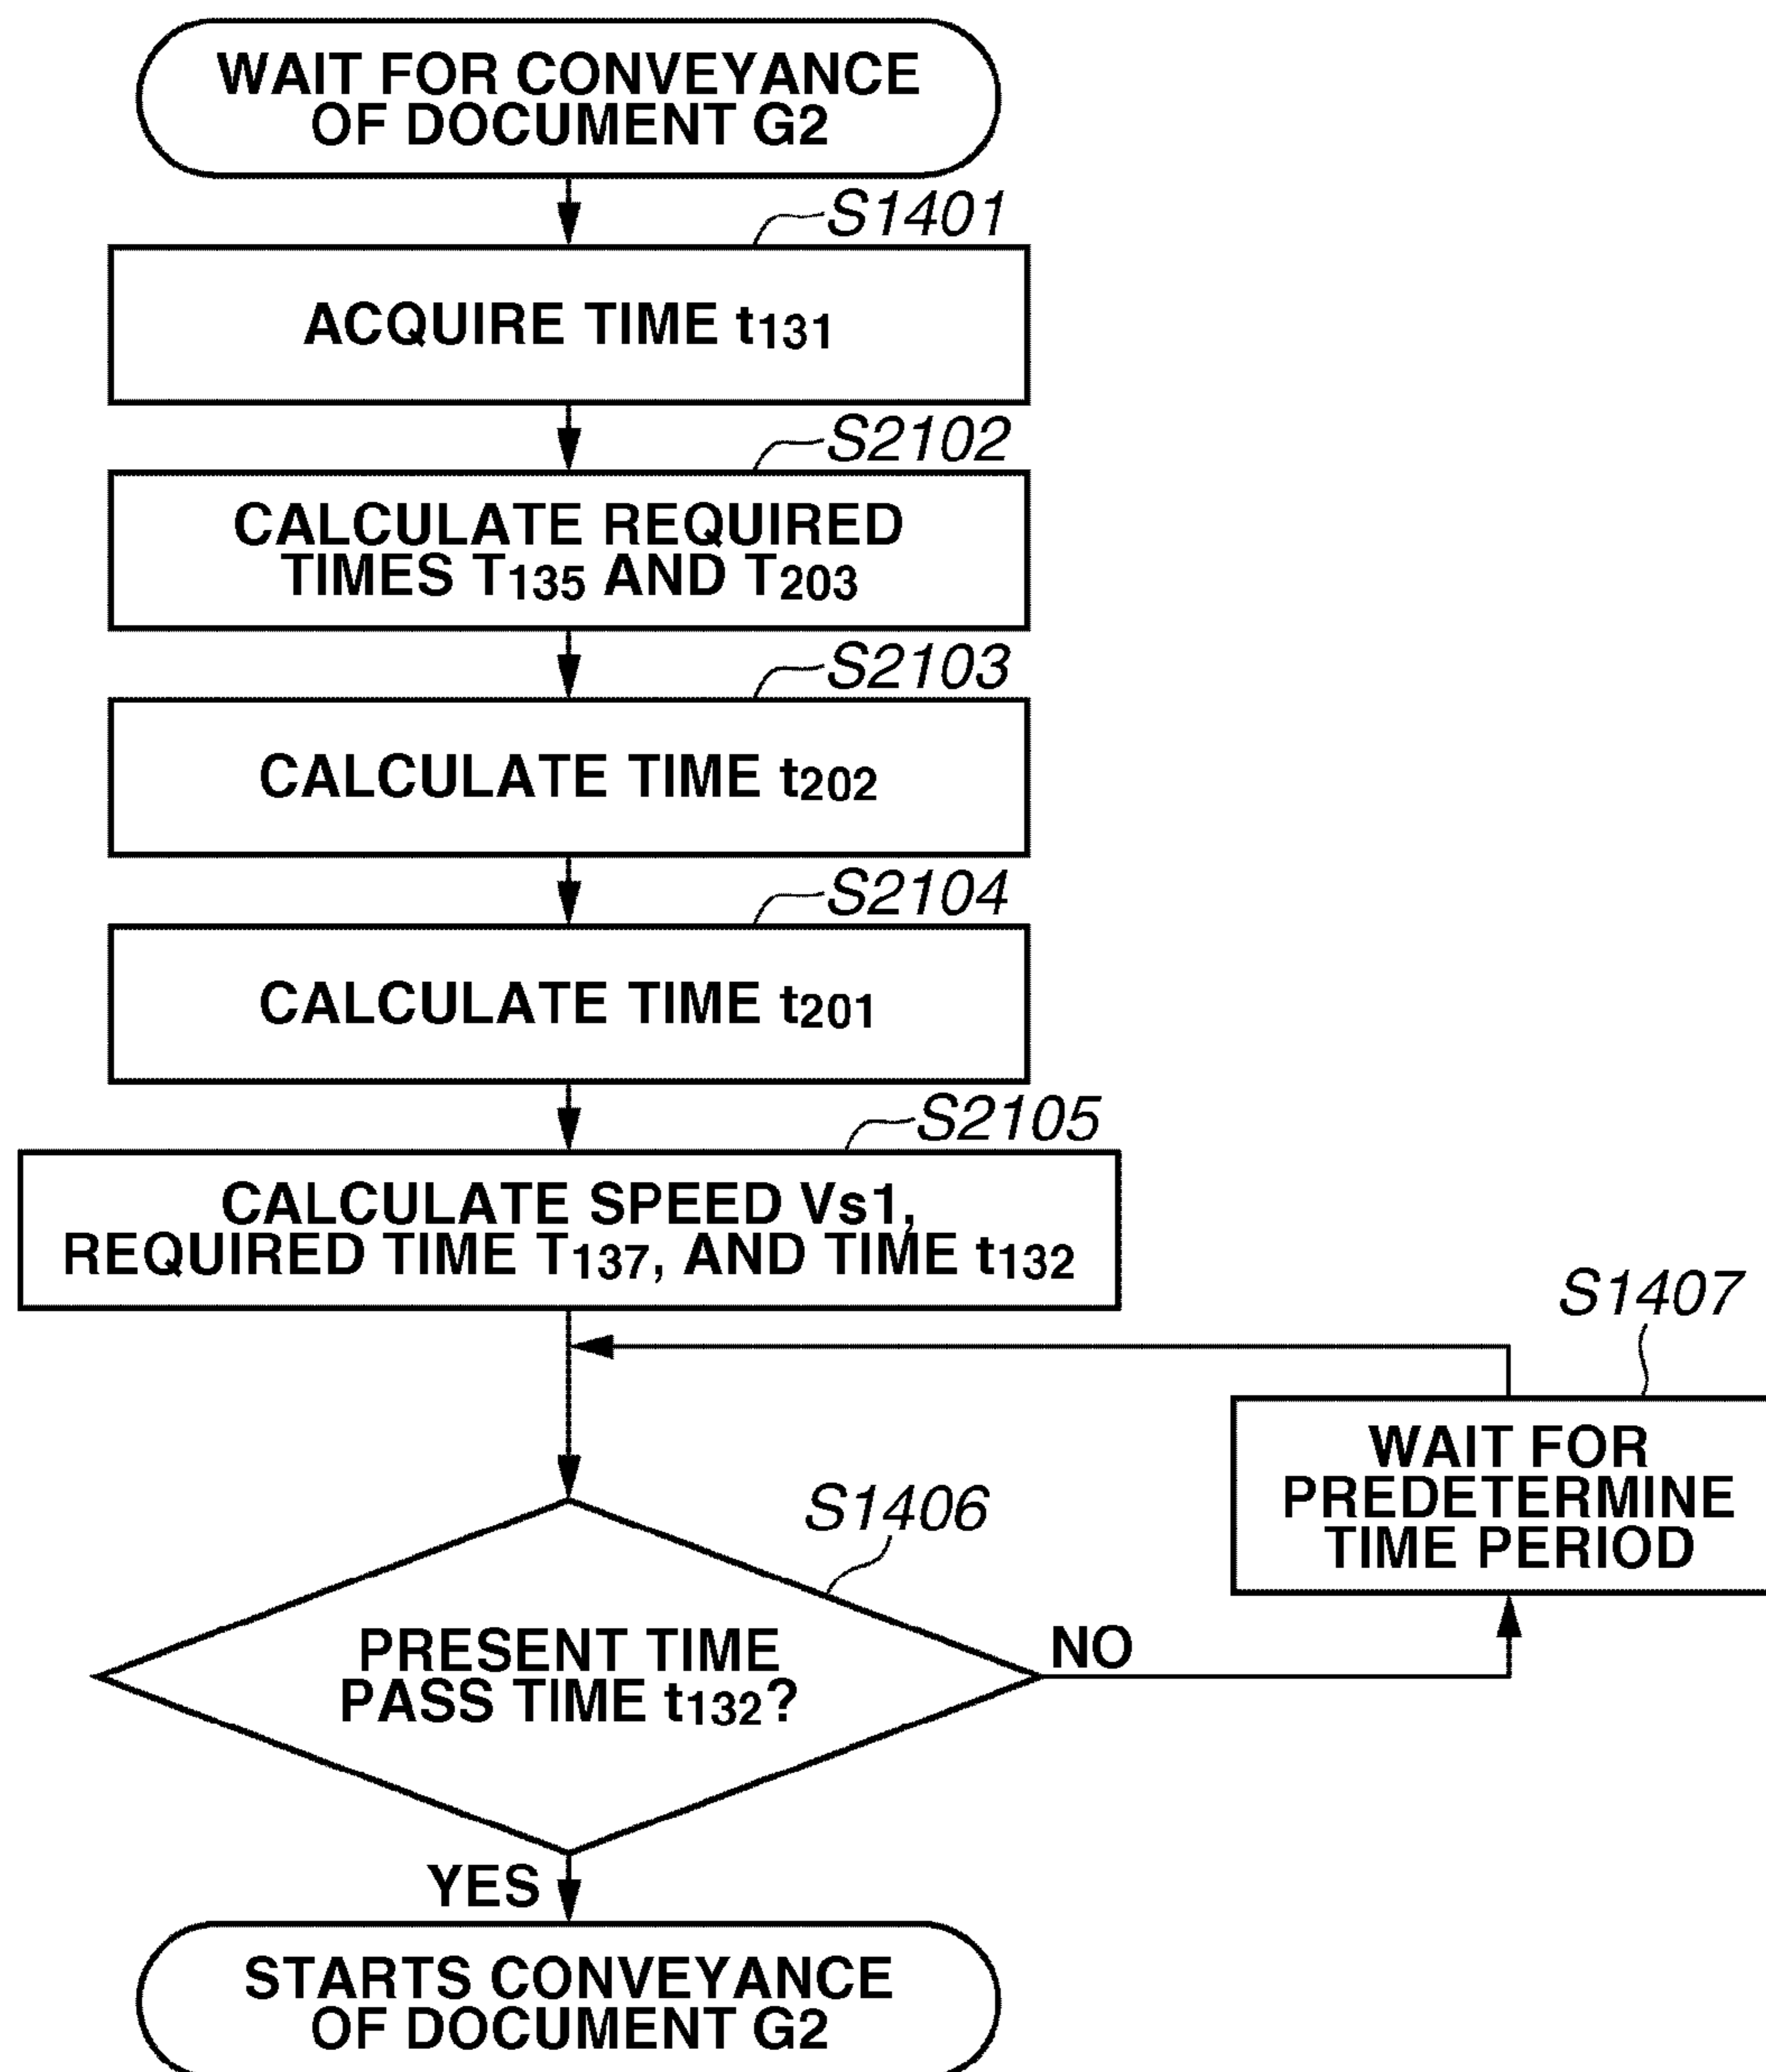 WAIT FOR CONVEYANCE
OF DOCUMENT G2
S1401
ACQUIRE TIME t131
S2102
CALCULATE REQUIRED
TIMES T135 AND T203
S2103
CALCULATE TIME t202
S2104
CALCULATE TIME t201
S2105
CALCULATE SPEED Vs1,
REQUIRED TIME T137, AND TIME t132
S1407
WAIT FOR
PREDETERMINE
TIME PERIOD
S1406
PRESENT TIME
PASS TIME t132?
NO
YES
STARTS CONVEYANCE
OF DOCUMENT G2